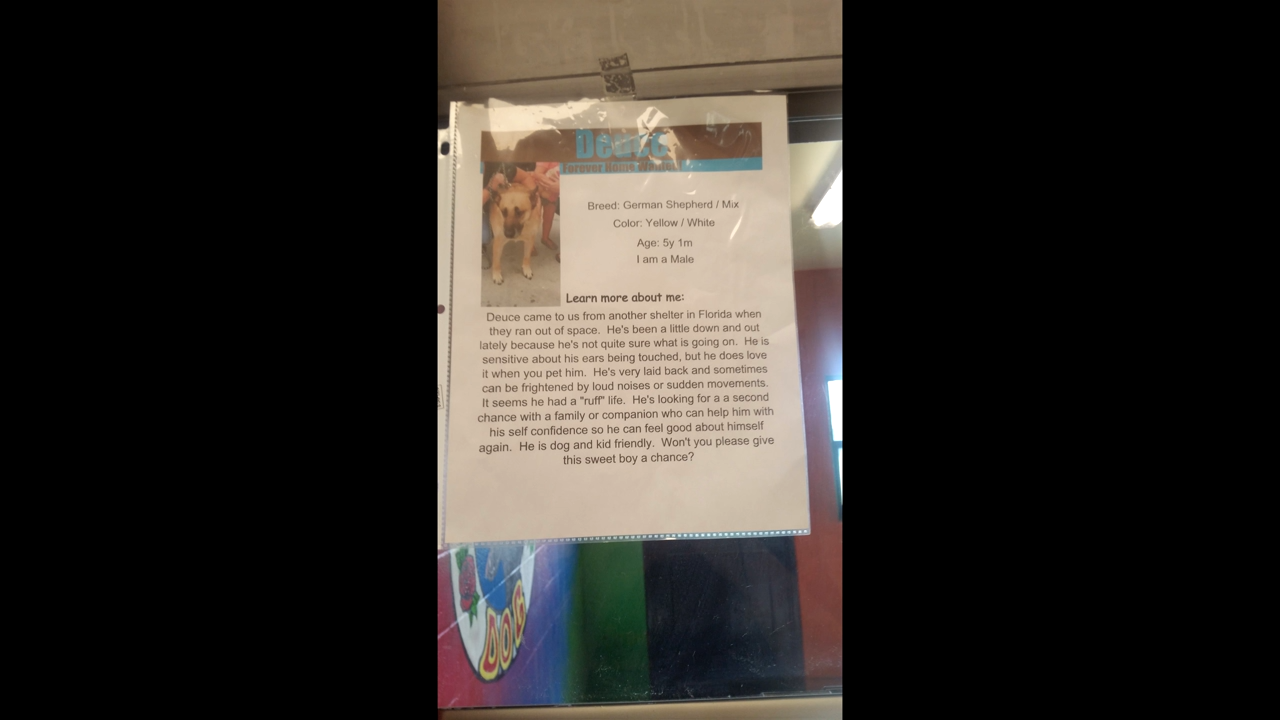 Deuce
Forever Home Wanted
Breed: German Shepherd / Mix
Color: Yellow / White
Age: 5y 1m
I am a Male
Learn more about me:
Deuce came to us from another shelter in Florida when
they ran out of space. He's been a little down and out
lately because he's not quite sure what is going on. He is
sensitive about his ears being touched, but he does love
it when you pet him. He's very laid back and sometimes
can be frightened by loud noises or sudden movements.
It seems he had a "ruff" life. He's looking for a a second
chance with a family or companion who can help him with
his self confidence so he can feel good about himself
again. He is dog and kid friendly. Won't you please give
this sweet boy a chance?
DOG